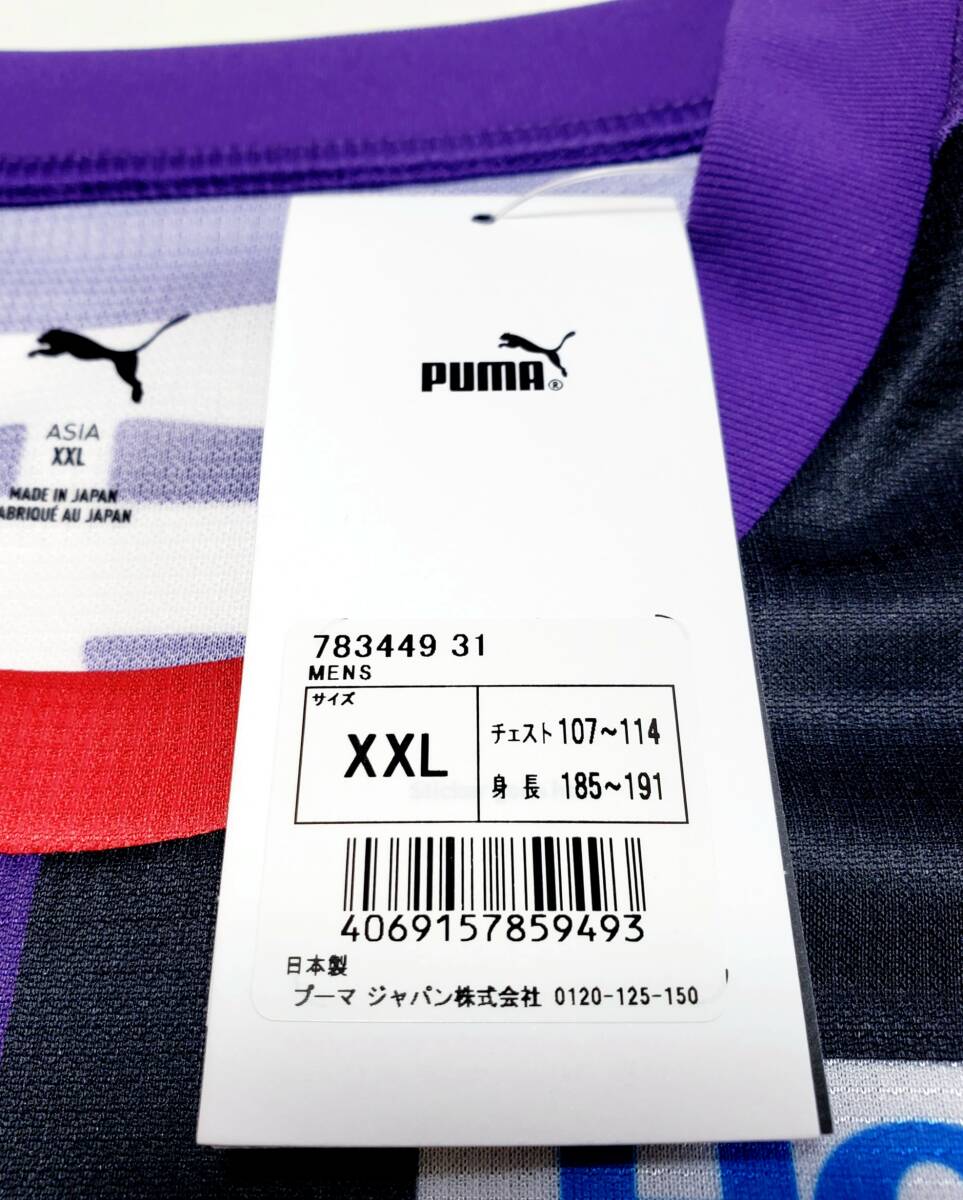 PUMA®
ASIA
XXL
MADE IN JAPAN
ABRIQUÉ AU JAPAN
783449 31
MENS
サイズ
XXL
チェスト 107~114
身長 185~191
4069157859493
日本製
プーマ ジャパン株式会社 0120-125-150